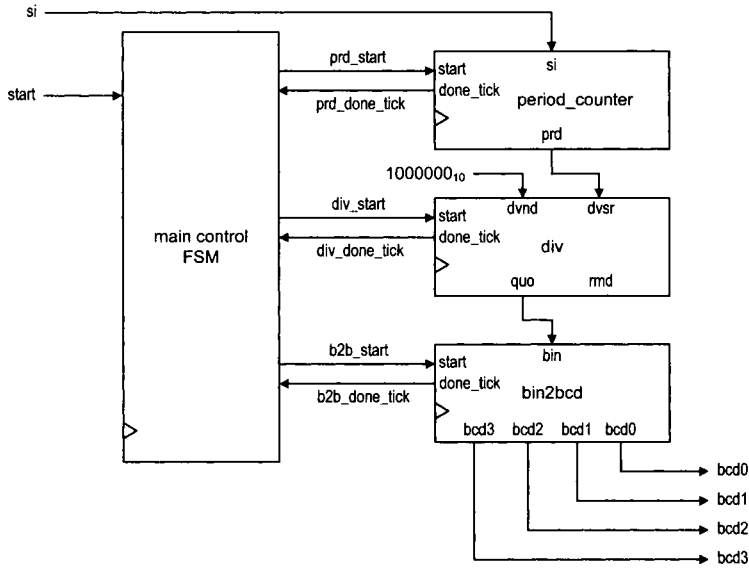 si
start
main control
FSM
prd_start
prd_done_tick
si
start
done_tick
period_counter
prd
1000000₁₀
div_start
div_done_tick
dvnd dvsr
start
done_tick
div
quo rmd
b2b_start
b2b_done_tick
bin
start
done_tick
bin2bcd
bcd3 bcd2 bcd1 bcd0
bcd0
bcd1
bcd2
bcd3